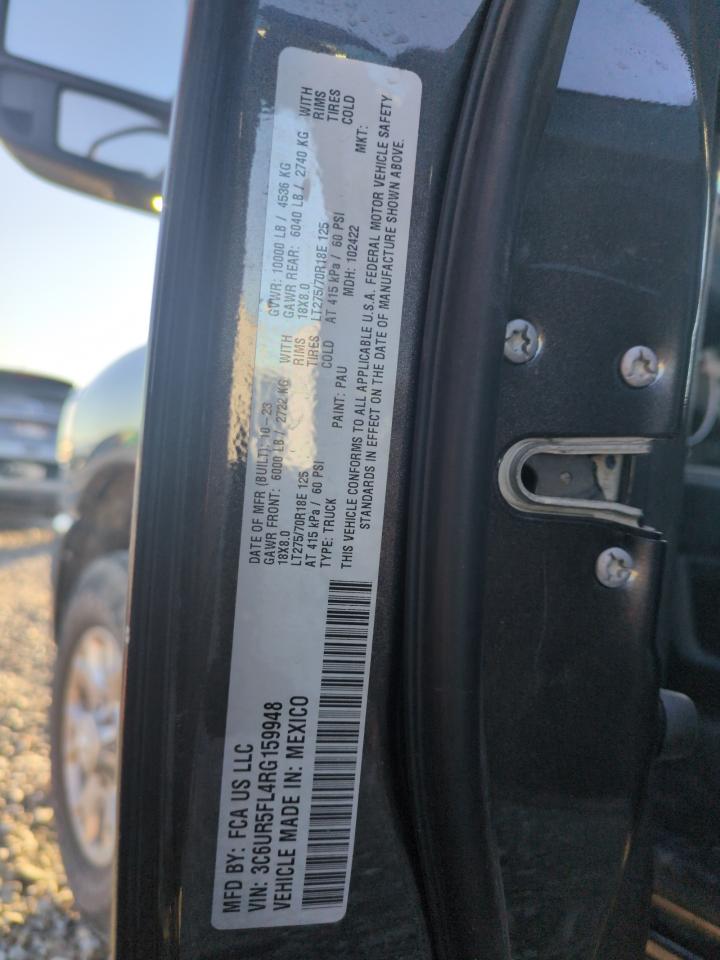 MFD BY: FCA US LLC
VIN: 3C6UR5FL4RG159948
VEHICLE MADE IN: MEXICO
DATE OF MFR (BUILT): 10-23 GVWR: 10000 LB / 4536 KG
GAWR FRONT: 6000 LB / 2722 KG WITH GAWR REAR: 6040 LB / 2740 KG WITH
18X8.0 RIMS 18X8.0 RIMS
LT275/70R18E 125 TIRES LT275/70R18E 125 TIRES
AT 415 kPa / 60 PSI COLD AT 415 kPa / 60 PSI COLD
TYPE: TRUCK PAINT: PAU MDH: 102422 MKT:
THIS VEHICLE CONFORMS TO ALL APPLICABLE U.S.A. FEDERAL MOTOR VEHICLE SAFETY
STANDARDS IN EFFECT ON THE DATE OF MANUFACTURE SHOWN ABOVE.